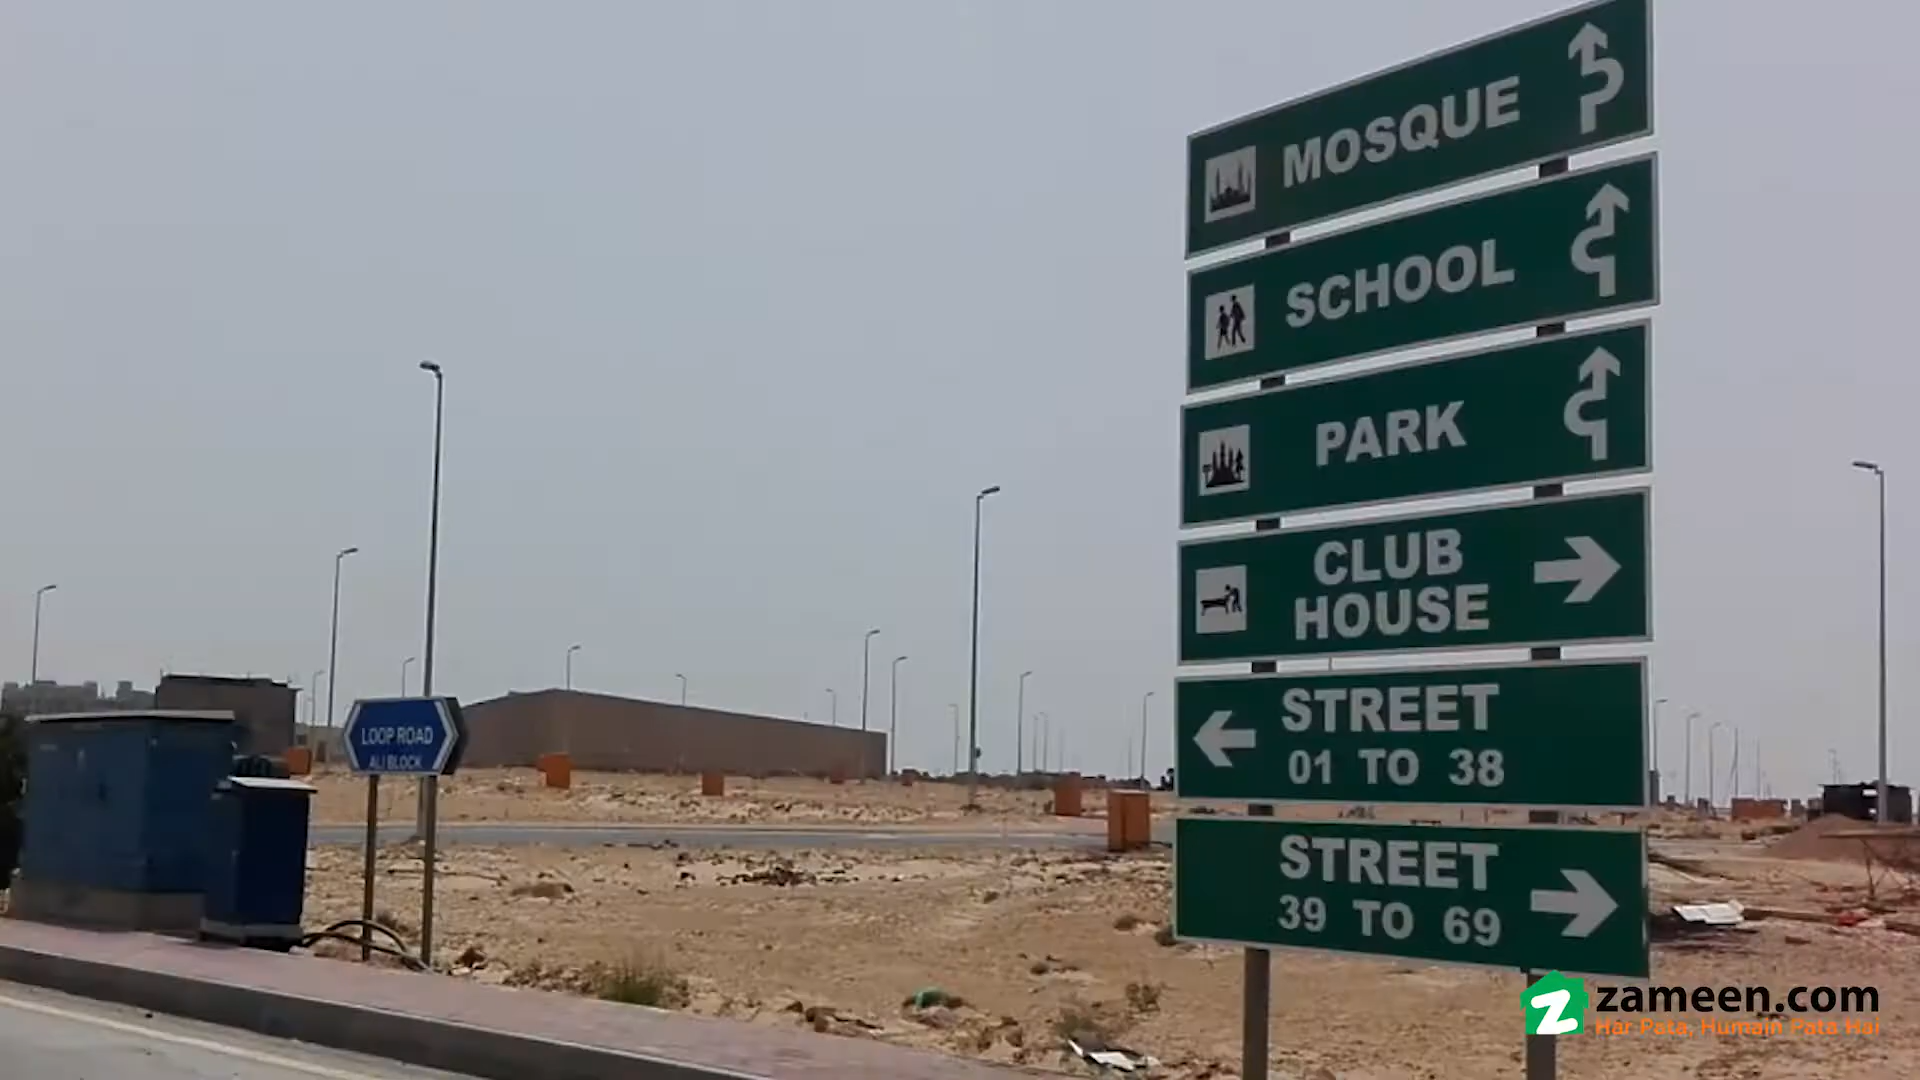 MOSQUE
SCHOOL
PARK
CLUB
HOUSE
STREET
01 TO 38
STREET
39 TO 69
LOOP ROAD
ALI BLOCK
zameen.com
Har Pata, Humain Pata Hai